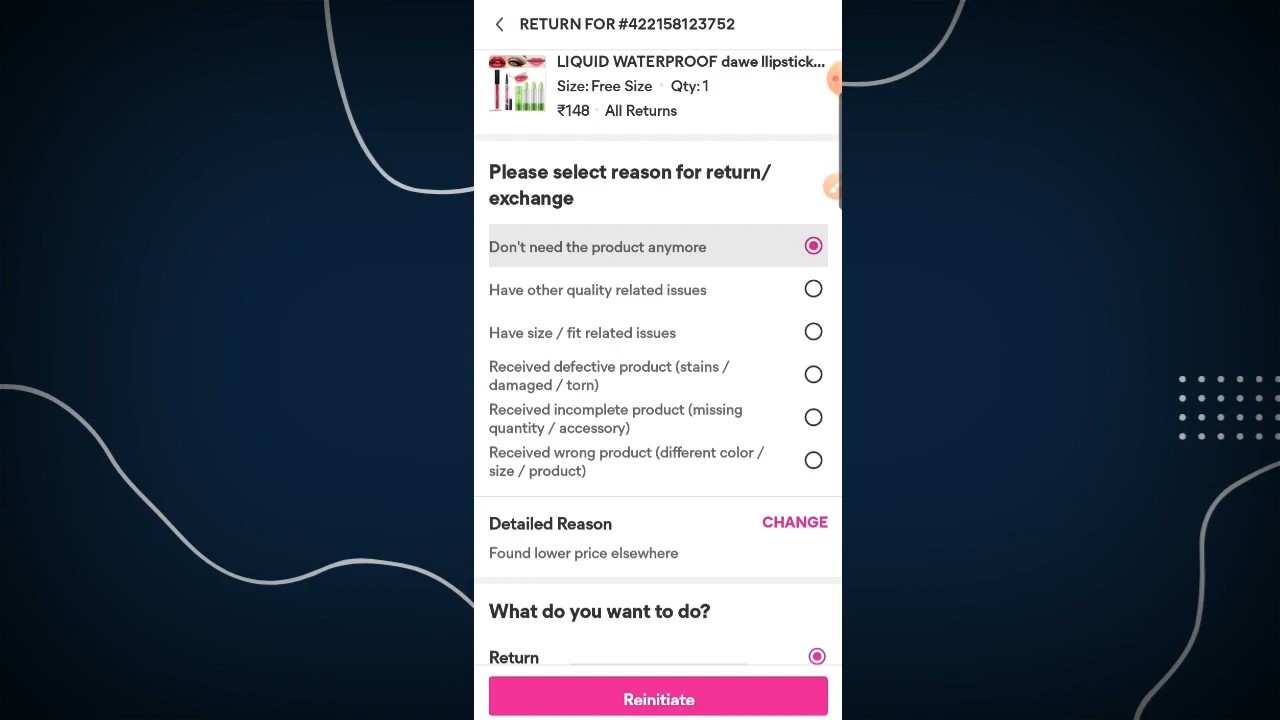 RETURN FOR #422158123752
LIQUID WATERPROOF dawe llipstick...
Size: Free Size • Qty: 1
₹148 • All Returns
Please select reason for return/
exchange
Don't need the product anymore
Have other quality related issues
Have size / fit related issues
Received defective product (stains /
damaged / torn)
Received incomplete product (missing
quantity / accessory)
Received wrong product (different color /
size / product)
Detailed Reason CHANGE
Found lower price elsewhere
What do you want to do?
Return
Reinitiate